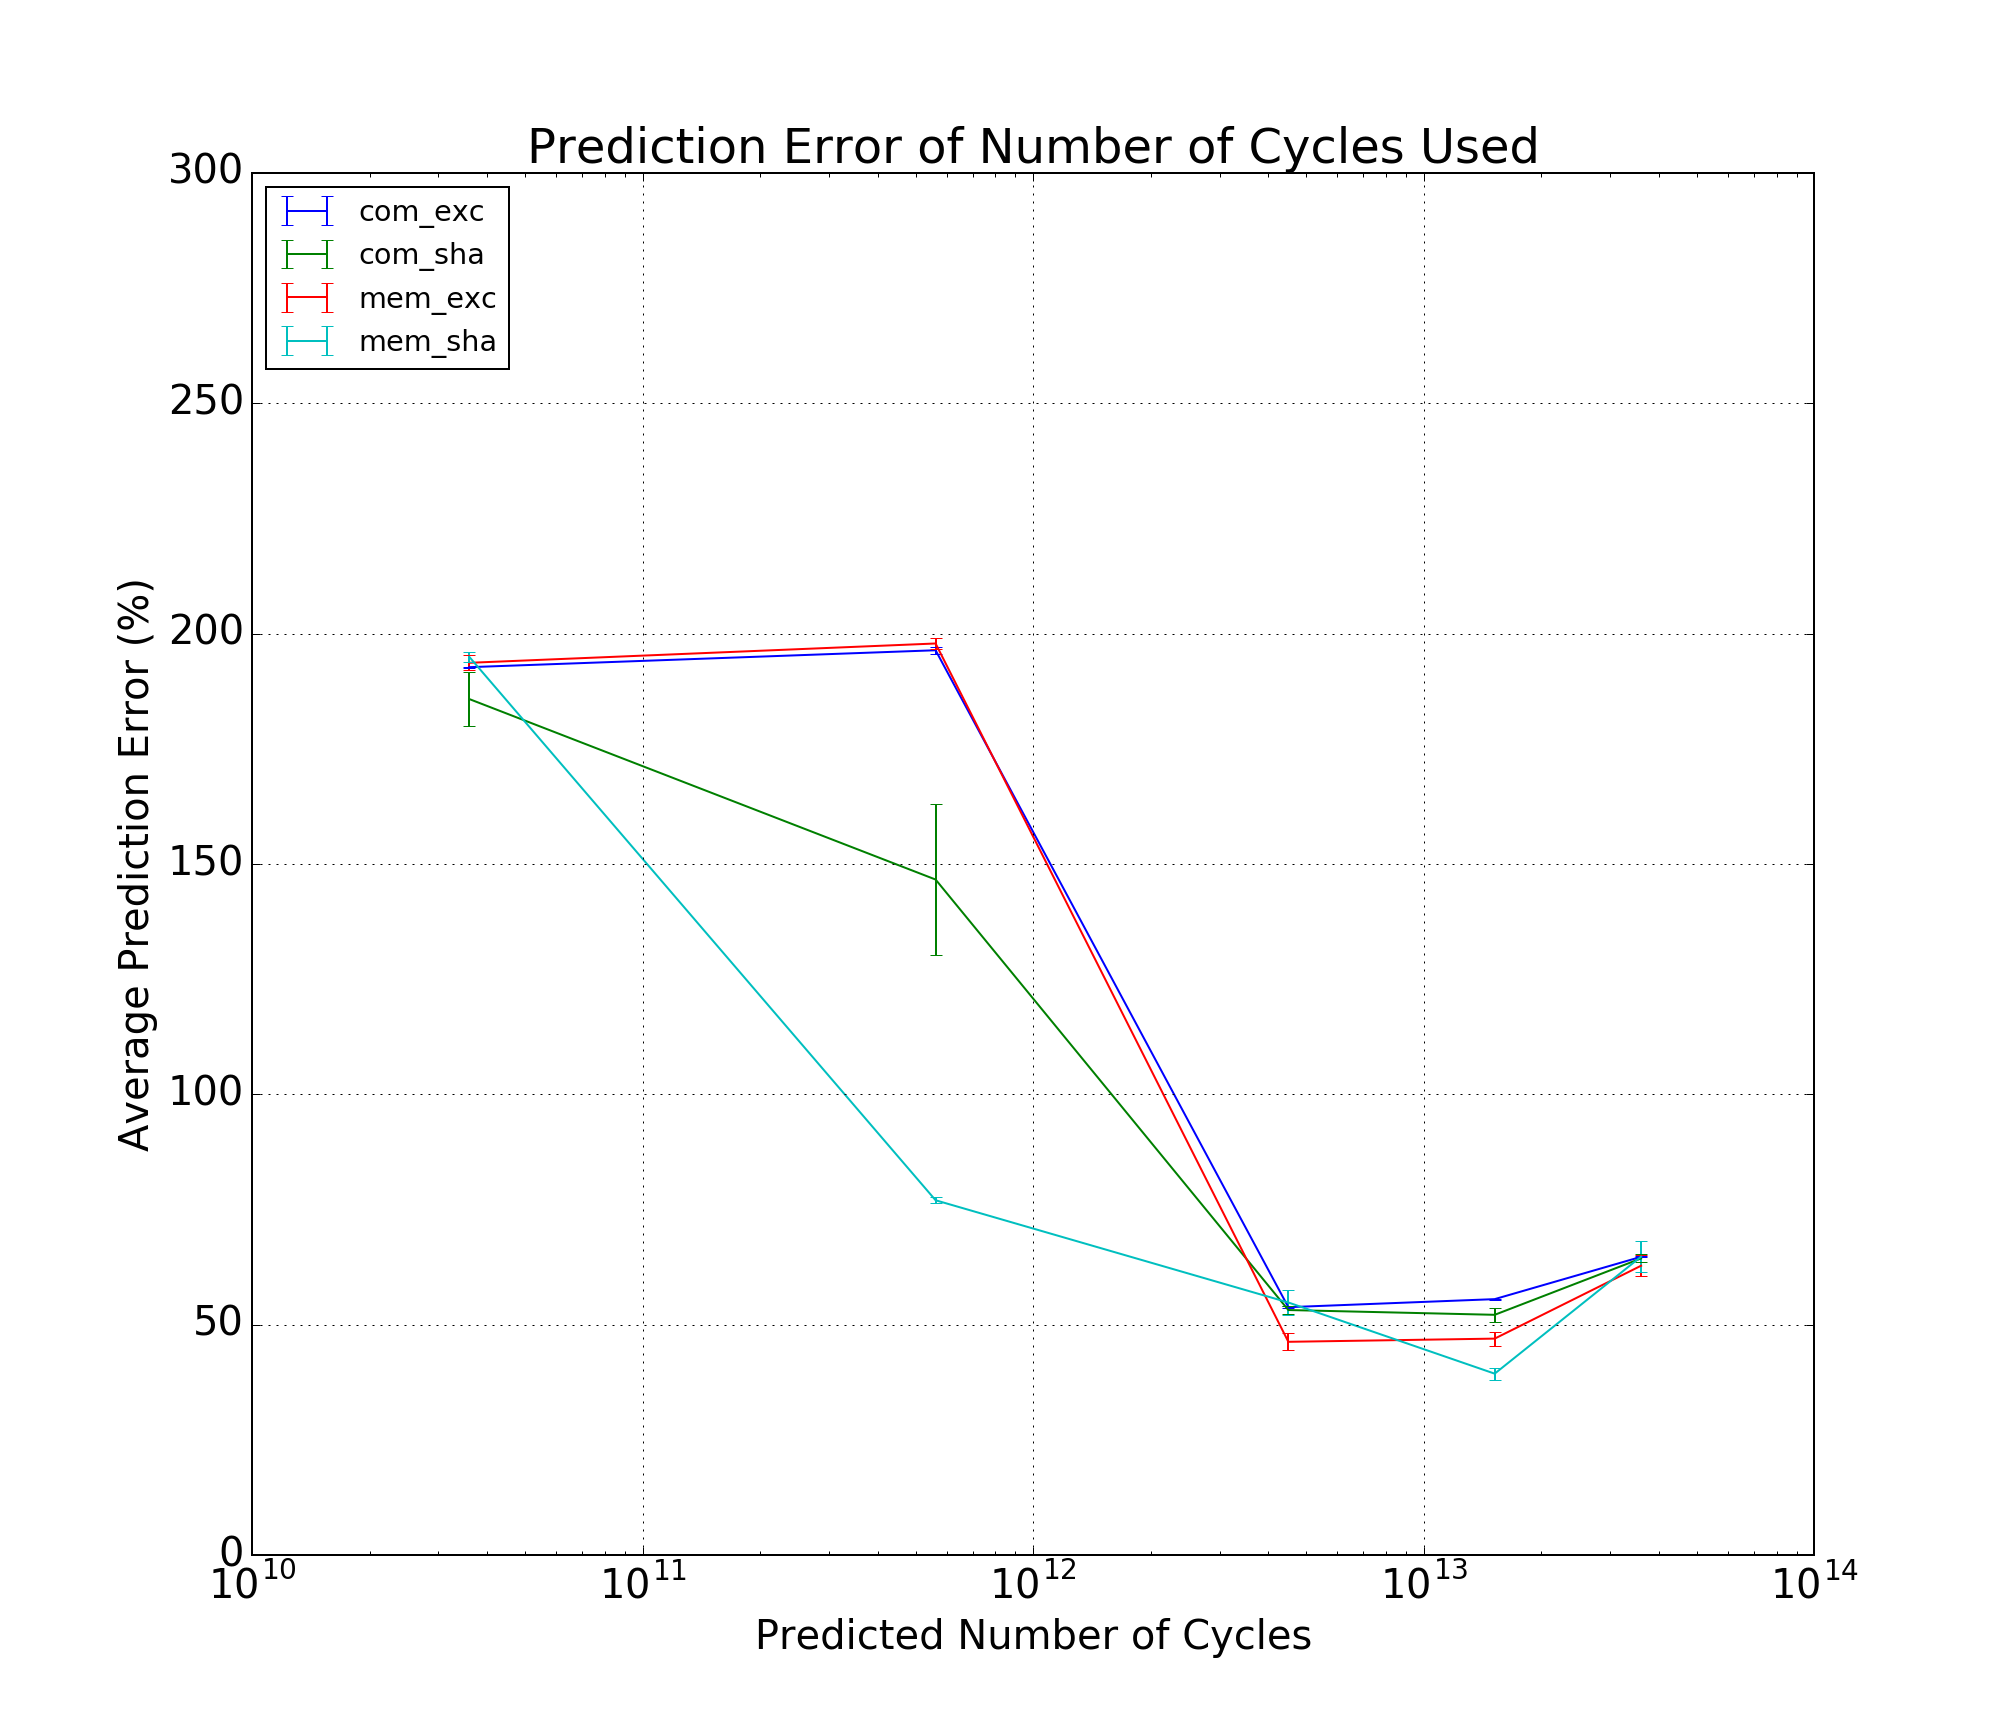 Prediction Error of Number of Cycles Used
300
250
200
150
100
50
0
com_exc
com_sha
mem_exc
mem_sha
Average Prediction Error (%)
10^10 10^11 10^12 10^13 10^14
Predicted Number of Cycles